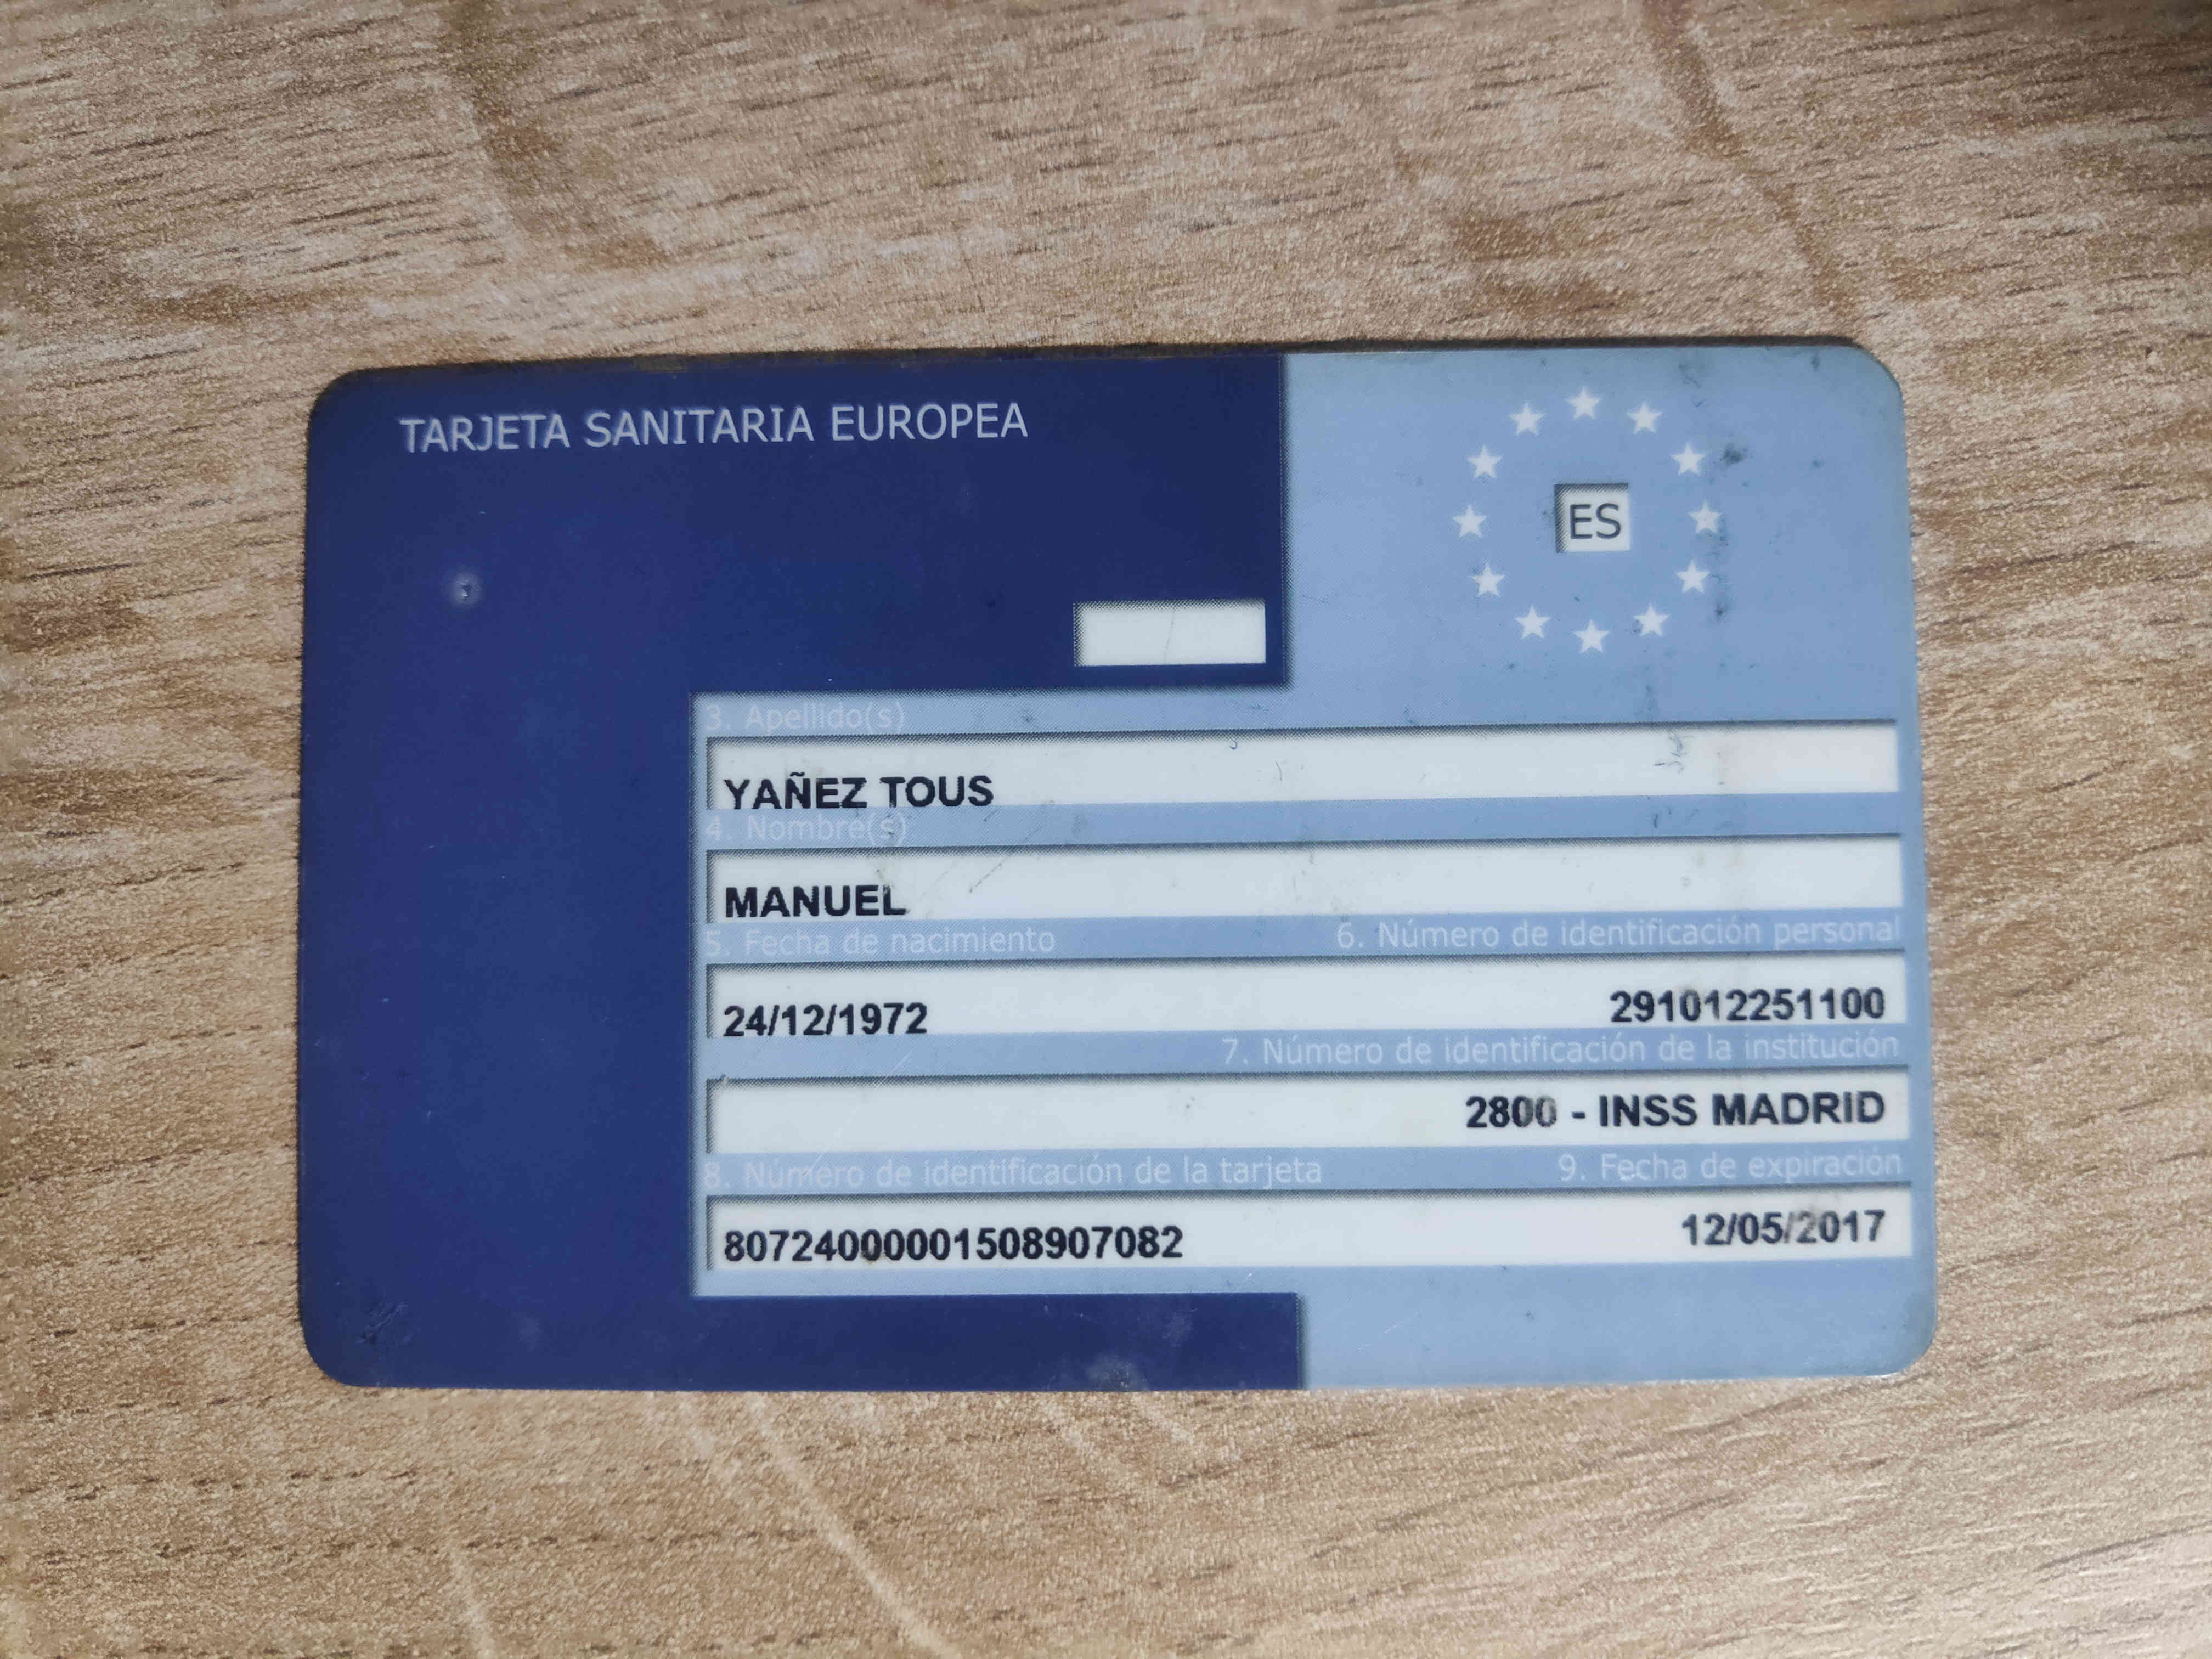 TARJETA SANITARIA EUROPEA
ES
3. Apellido(s)
YAÑEZ TOUS
4. Nombre(s)
MANUEL
5. Fecha de nacimiento 6. Número de identificación personal
24/12/1972 291012251100
7. Número de identificación de la institución
2800 - INSS MADRID
8. Número de identificación de la tarjeta 9. Fecha de expiración
80724000001508907082 12/05/2017